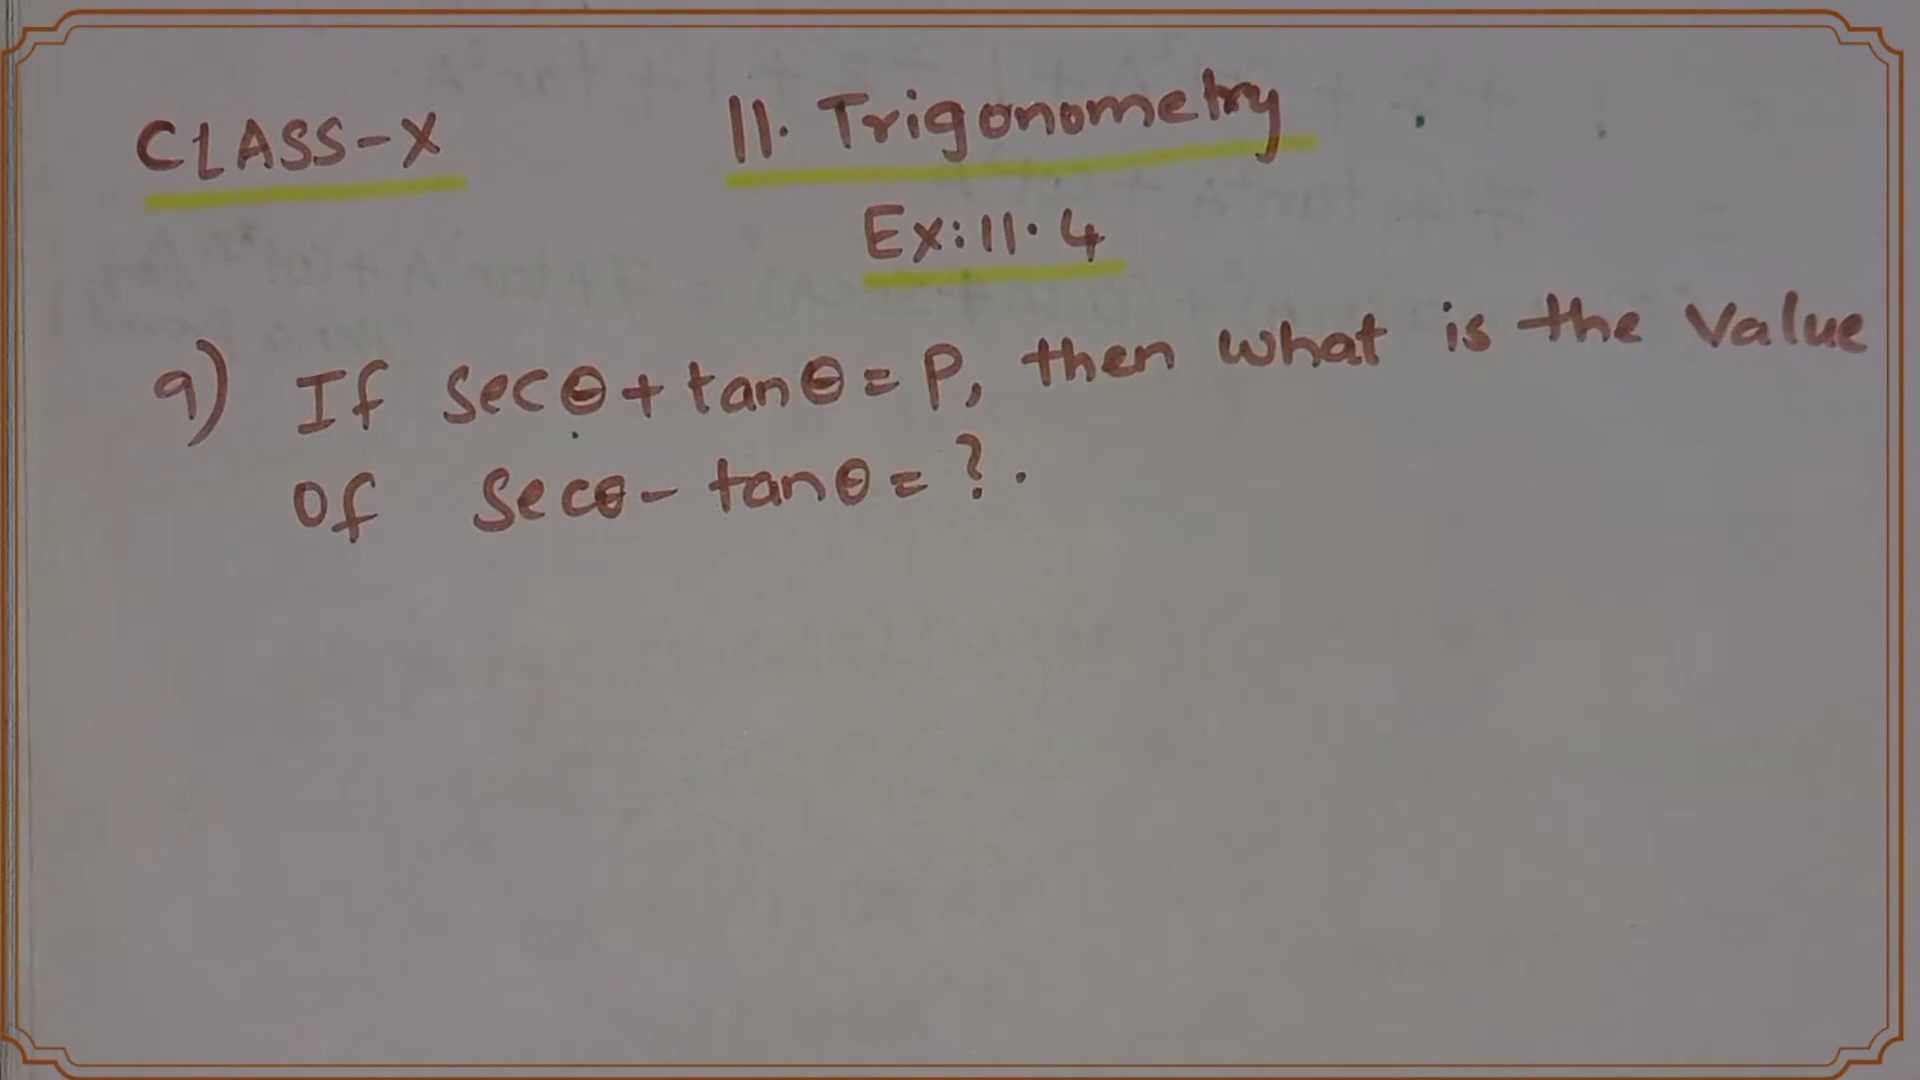 CLASS-X
11. Trigonometry
Ex:11.4
9) If secθ+tanθ=P, then what is the Value
of Secθ-tanθ=?.